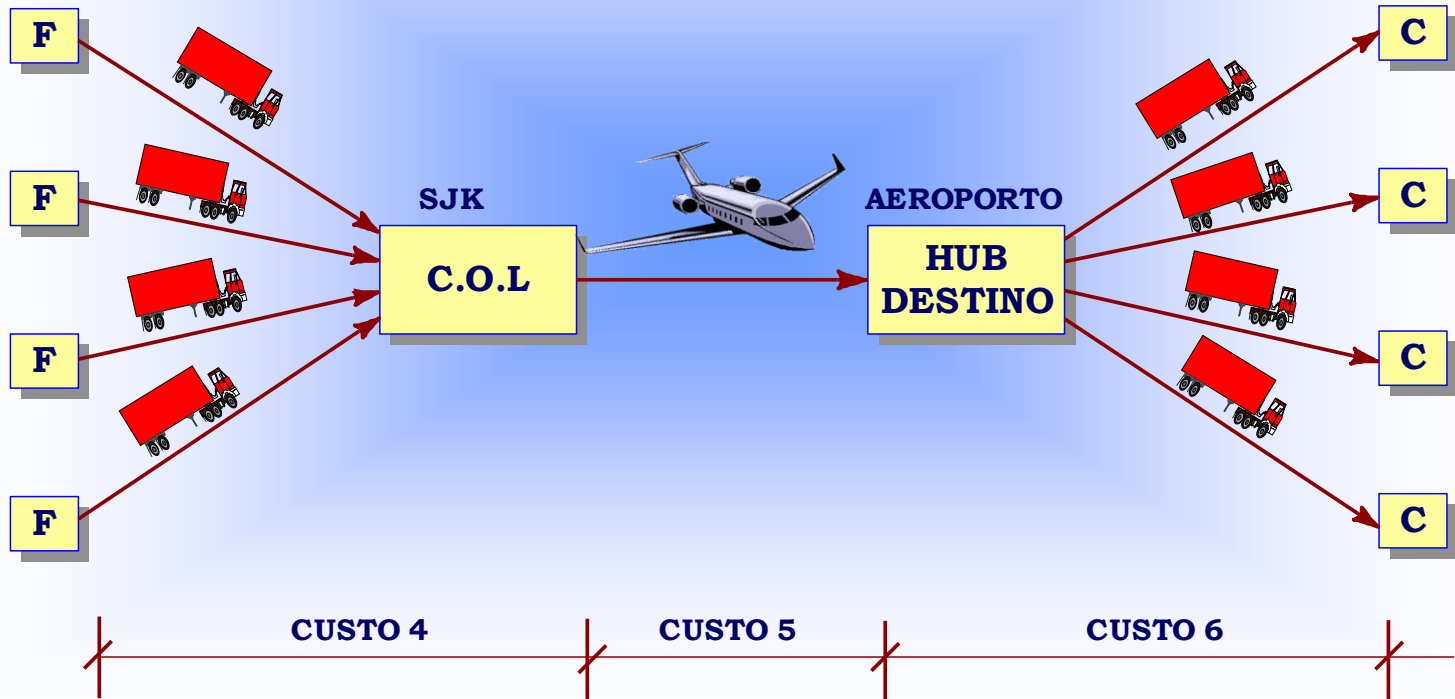 F
C
F
SJK
AEROPORTO
C
C.O.L
HUB
DESTINO
F
C
F
C
CUSTO 4
CUSTO 5
CUSTO 6